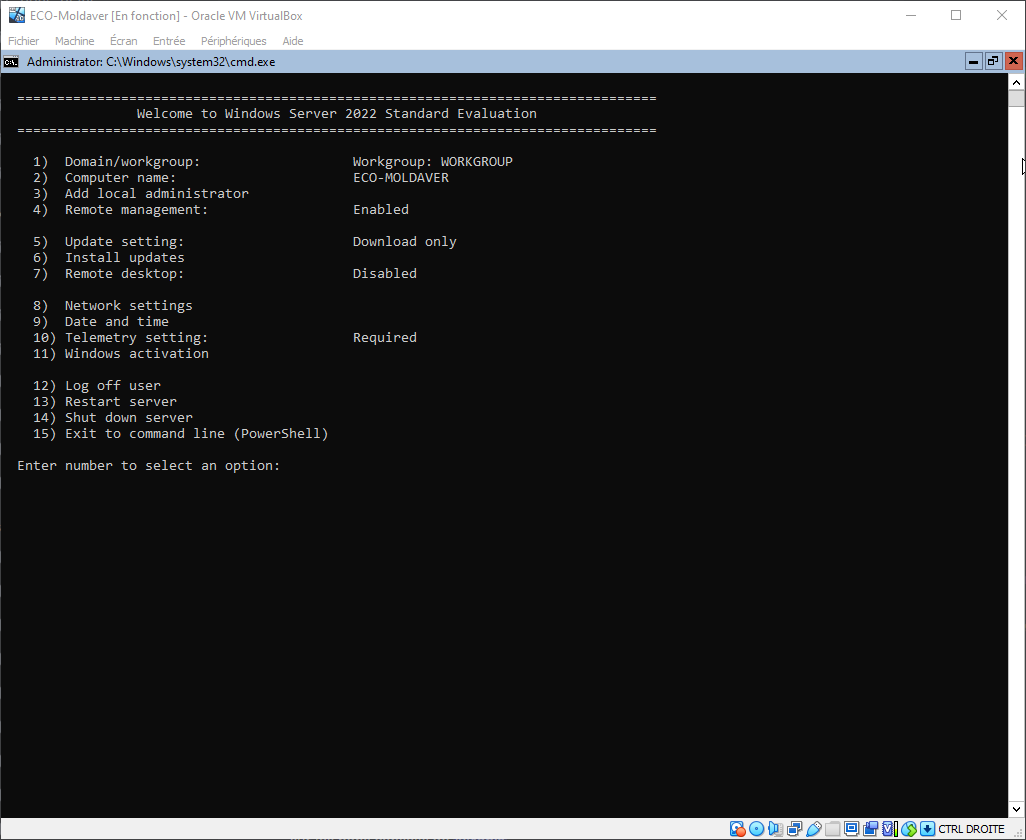 ECO-Moldaver [En fonction] - Oracle VM VirtualBox
Fichier Machine Écran Entrée Périphériques Aide
Administrator: C:\Windows\system32\cmd.exe
================================================================================
Welcome to Windows Server 2022 Standard Evaluation
================================================================================
1) Domain/workgroup: Workgroup: WORKGROUP
2) Computer name: ECO-MOLDAVER
3) Add local administrator
4) Remote management: Enabled
5) Update setting: Download only
6) Install updates
7) Remote desktop: Disabled
8) Network settings
9) Date and time
10) Telemetry setting: Required
11) Windows activation
12) Log off user
13) Restart server
14) Shut down server
15) Exit to command line (PowerShell)
Enter number to select an option:
CTRL DROITE